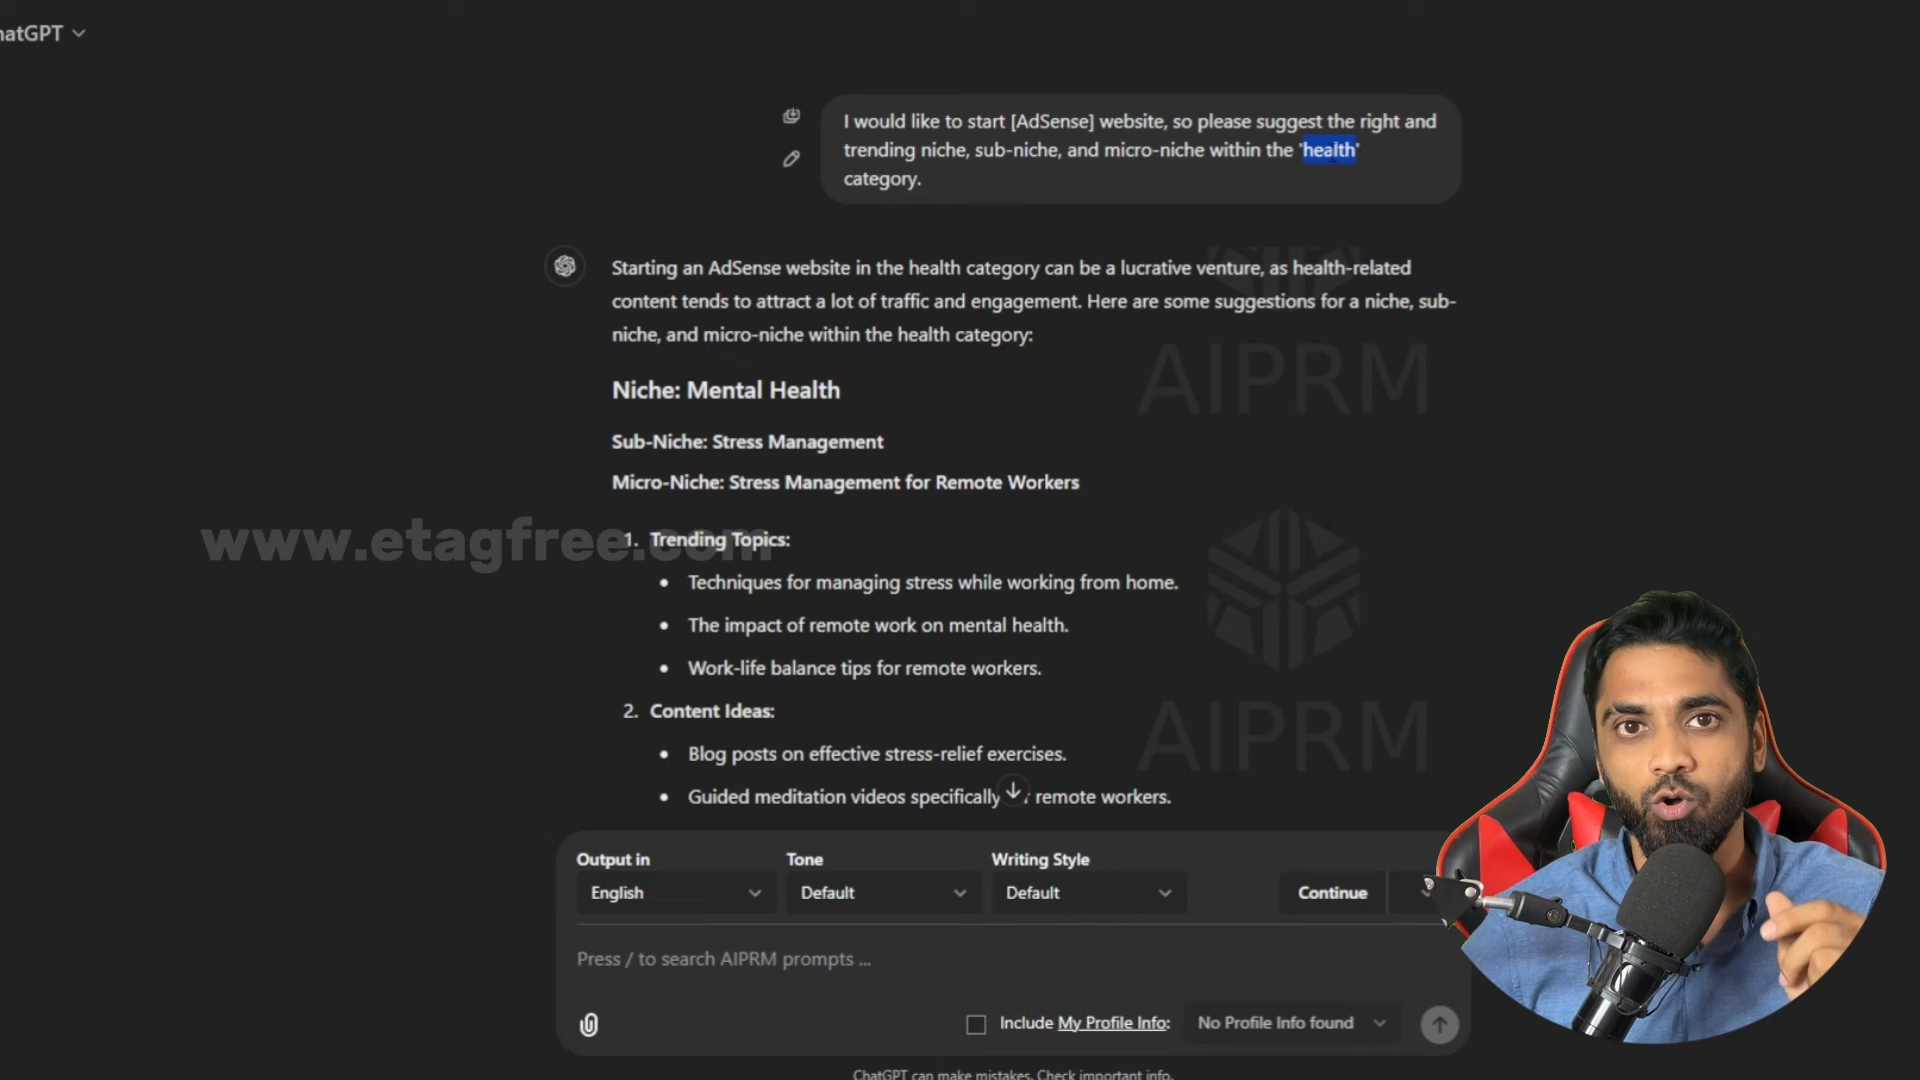 hatGPT
I would like to start [AdSense] website, so please suggest the right and
trending niche, sub-niche, and micro-niche within the 'health'
category.
Starting an AdSense website in the health category can be a lucrative venture, as health-related
content tends to attract a lot of traffic and engagement. Here are some suggestions for a niche, sub-
niche, and micro-niche within the health category:
AIPRM
Niche: Mental Health
Sub-Niche: Stress Management
Micro-Niche: Stress Management for Remote Workers
www.etagfree.com
1. Trending Topics:
• Techniques for managing stress while working from home.
• The impact of remote work on mental health.
• Work-life balance tips for remote workers.
2. Content Ideas:
AIPRM
• Blog posts on effective stress-relief exercises.
• Guided meditation videos specifically remote workers.
Output in Tone Writing Style
English Default Default Continue
Press / to search AIPRM prompts ...
Include My Profile Info: No Profile Info found
ChatGPT can make mistakes. Check important info.